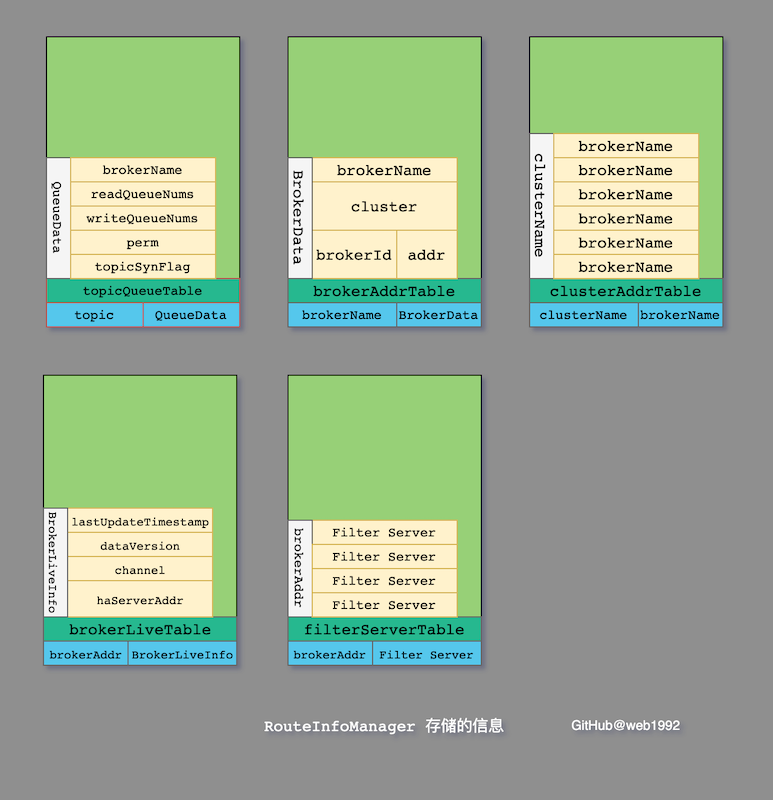 QueueData
brokerName
readQueueNums
writeQueueNums
perm
topicSynFlag
topicQueueTable
topic QueueData
BrokerData
brokerName
cluster
brokerId addr
brokerAddrTable
brokerName BrokerData
clusterName
brokerName
brokerName
brokerName
brokerName
brokerName
brokerName
clusterAddrTable
clusterName brokerName
BrokerLiveInfo
lastUpdateTimestamp
dataVersion
channel
haServerAddr
brokerLiveTable
brokerAddr BrokerLiveInfo
brokerAddr
Filter Server
Filter Server
Filter Server
Filter Server
filterServerTable
brokerAddr Filter Server
RouteInfoManager 存储的信息
GitHub@web1992